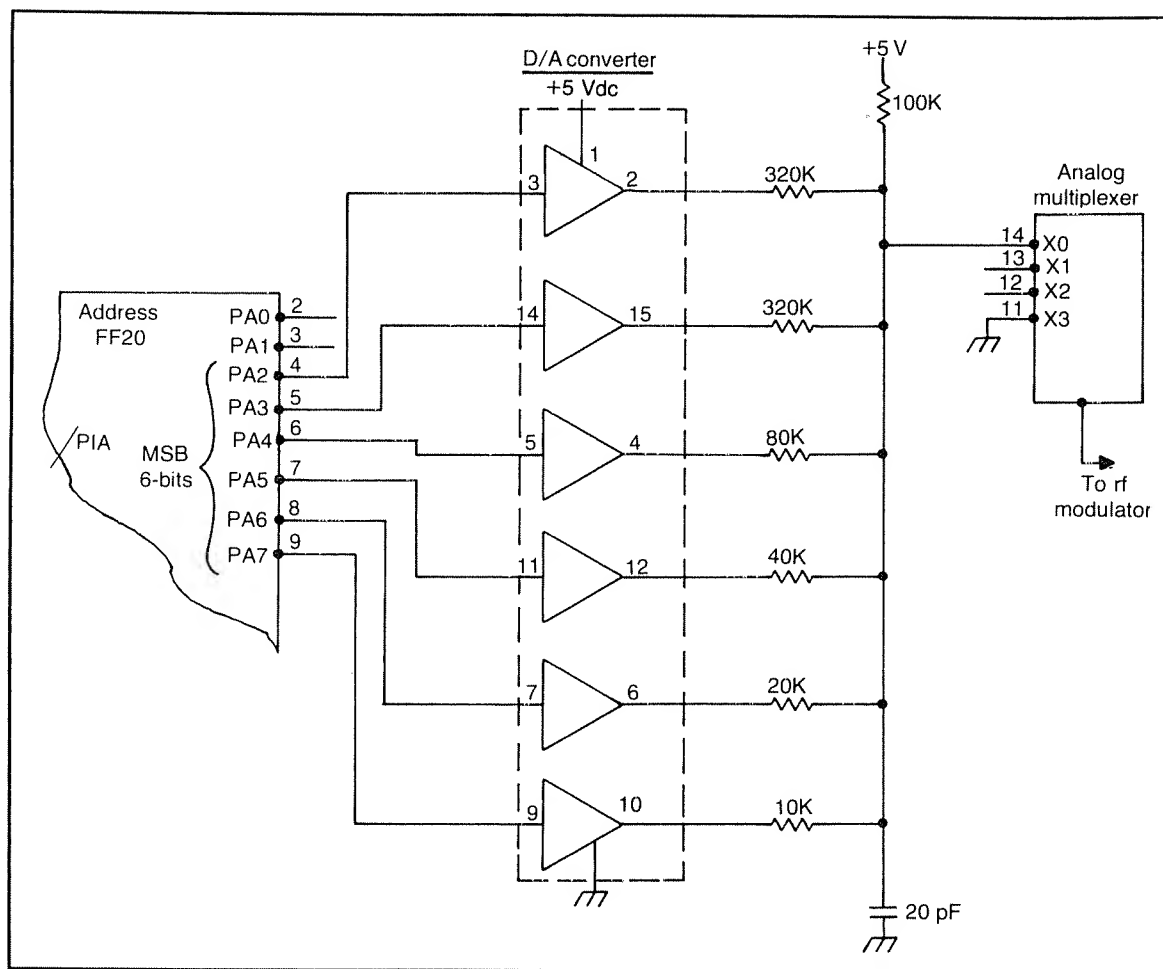 D/A converter
+5 Vdc
+5 V
100K
1
3
2
320K
Analog
multiplexer
14
X0
13
X1
12
X2
11
X3
Address
FF20
PA0
2
PA1
3
PA2
4
PA3
5
PA4
6
PA5
7
PA6
8
PA7
9
MSB
6-bits
PIA
14
15
320K
5
4
80K
To rf
modulator
11
12
40K
7
6
20K
9
10
10K
20 pF